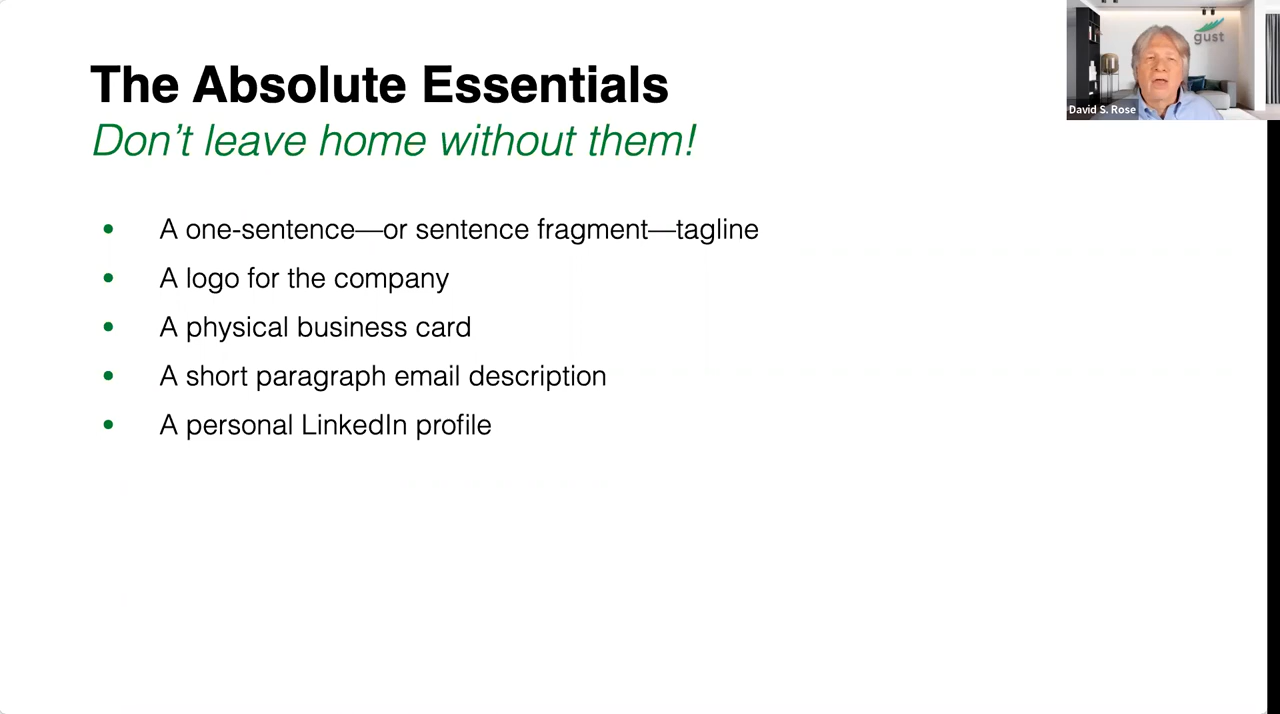 The Absolute Essentials
Don’t leave home without them!
• A one-sentence—or sentence fragment—tagline
• A logo for the company
• A physical business card
• A short paragraph email description
• A personal LinkedIn profile
gust
David S. Rose